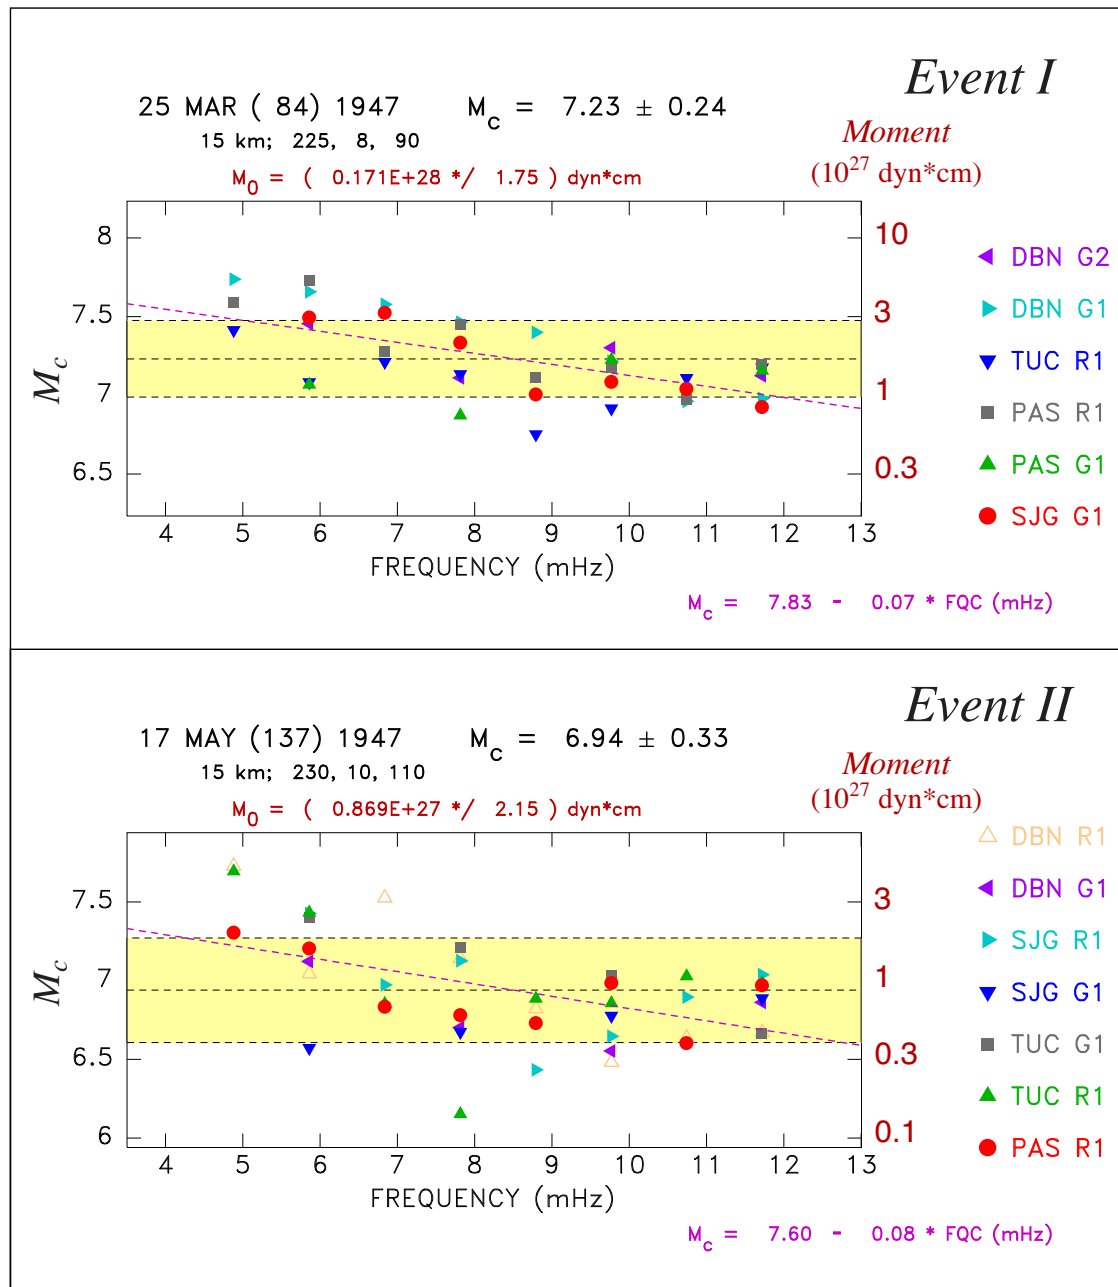 Event I
25 MAR ( 84) 1947 M_c = 7.23 ± 0.24
Moment
15 km; 225, 8, 90
(10^27 dyn*cm)
M_0 = ( 0.171E+28 */ 1.75 ) dyn*cm
8
7.5
7
6.5
M_c
10
3
1
0.3
4 5 6 7 8 9 10 11 12 13
FREQUENCY (mHz)
DBN G2
DBN G1
TUC R1
PAS R1
PAS G1
SJG G1
M_c = 7.83 - 0.07 * FQC (mHz)
Event II
17 MAY (137) 1947 M_c = 6.94 ± 0.33
Moment
15 km; 230, 10, 110
(10^27 dyn*cm)
M_0 = ( 0.869E+27 */ 2.15 ) dyn*cm
7.5
7
6.5
6
M_c
3
1
0.3
0.1
4 5 6 7 8 9 10 11 12 13
FREQUENCY (mHz)
DBN R1
DBN G1
SJG R1
SJG G1
TUC G1
TUC R1
PAS R1
M_c = 7.60 - 0.08 * FQC (mHz)